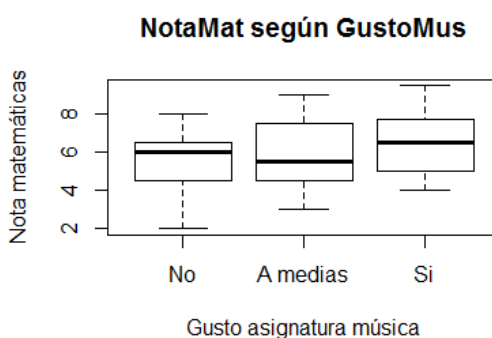 NotaMat según GustoMus
Nota matemáticas
8
6
4
2
No A medias Si
Gusto asignatura música